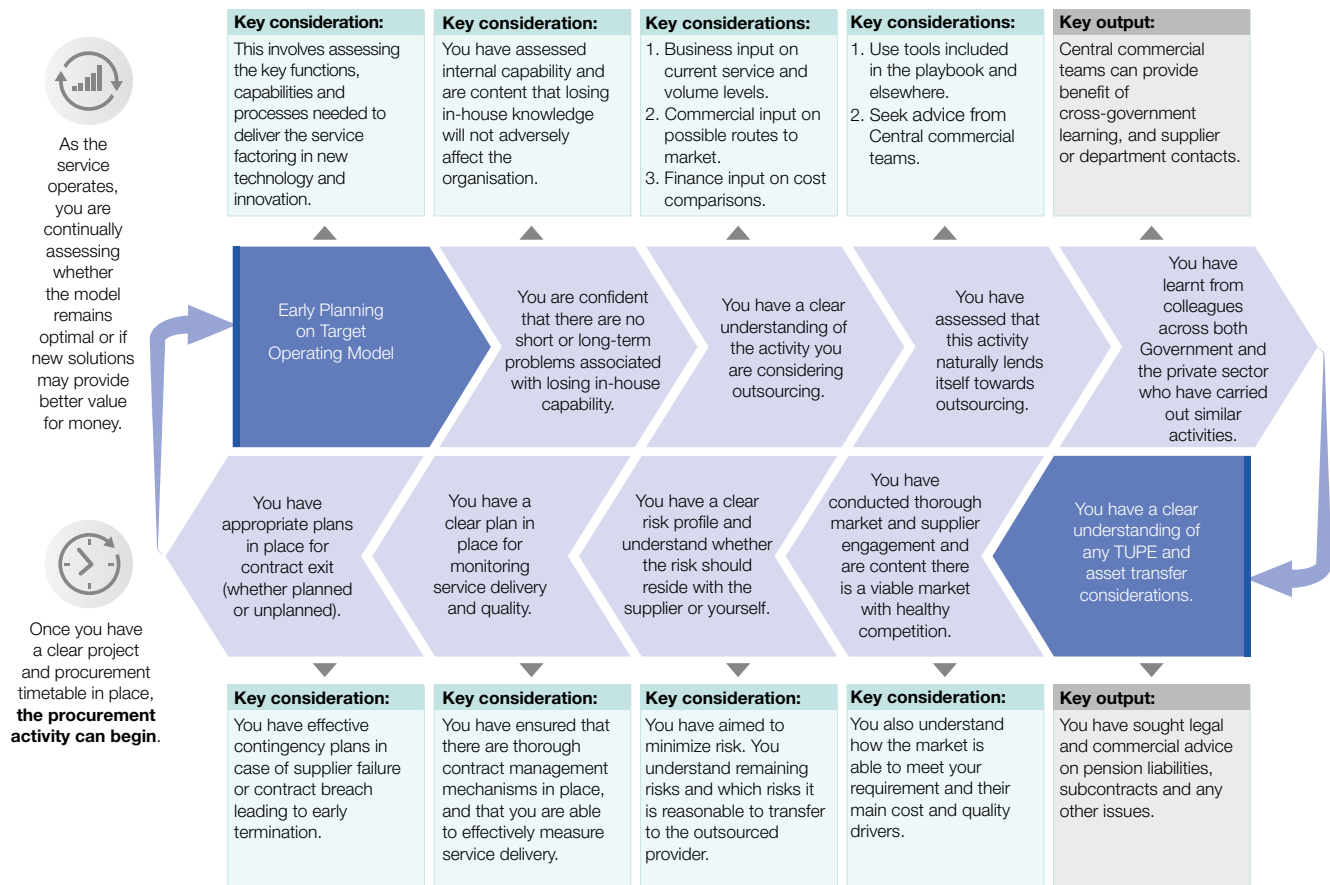 As the
service
operates,
you are
continually
assessing
whether
the model
remains
optimal or if
new solutions
may provide
better value
for money.
Key consideration:
This involves assessing
the key functions,
capabilities and
processes needed to
deliver the service
factoring in new
technology and
innovation.
Key consideration:
You have assessed
internal capability and
are content that losing
in-house knowledge
will not adversely
affect the
organisation.
Key considerations:
1. Business input on
current service and
volume levels.
2. Commercial input on
possible routes to
market.
3. Finance input on cost
comparisons.
Key considerations:
1. Use tools included
in the playbook and
elsewhere.
2. Seek advice from
Central commercial
teams.
Key output:
Central commercial
teams can provide
benefit of
cross-government
learning, and supplier
or department contacts.
Early Planning
on Target
Operating Model
You are confident
that there are no
short or long-term
problems associated
with losing in-house
capability.
You have a clear
understanding of
the activity you
are considering
outsourcing.
You have
assessed that
this activity
naturally lends
itself towards
outsourcing.
You have
learnt from
colleagues
across both
Government and
the private sector
who have carried
out similar
activities.
You have a clear
understanding of
any TUPE and
asset transfer
considerations.
You have
conducted thorough
market and supplier
engagement and
are content there
is a viable market
with healthy
competition.
You have a clear
risk profile and
understand whether
the risk should
reside with the
supplier or yourself.
You have a
clear plan in
place for
monitoring
service delivery
and quality.
You have
appropriate plans
in place for
contract exit
(whether planned
or unplanned).
Key consideration:
You have effective
contingency plans in
case of supplier failure
or contract breach
leading to early
termination.
Key consideration:
You have ensured that
there are thorough
contract management
mechanisms in place,
and that you are able
to effectively measure
service delivery.
Key consideration:
You have aimed to
minimize risk. You
understand remaining
risks and which risks it
is reasonable to transfer
to the outsourced
provider.
Key consideration:
You also understand
how the market is
able to meet your
requirement and their
main cost and quality
drivers.
Key output:
You have sought legal
and commercial advice
on pension liabilities,
subcontracts and any
other issues.
Once you have
a clear project
and procurement
timetable in place,
the procurement
activity can begin.